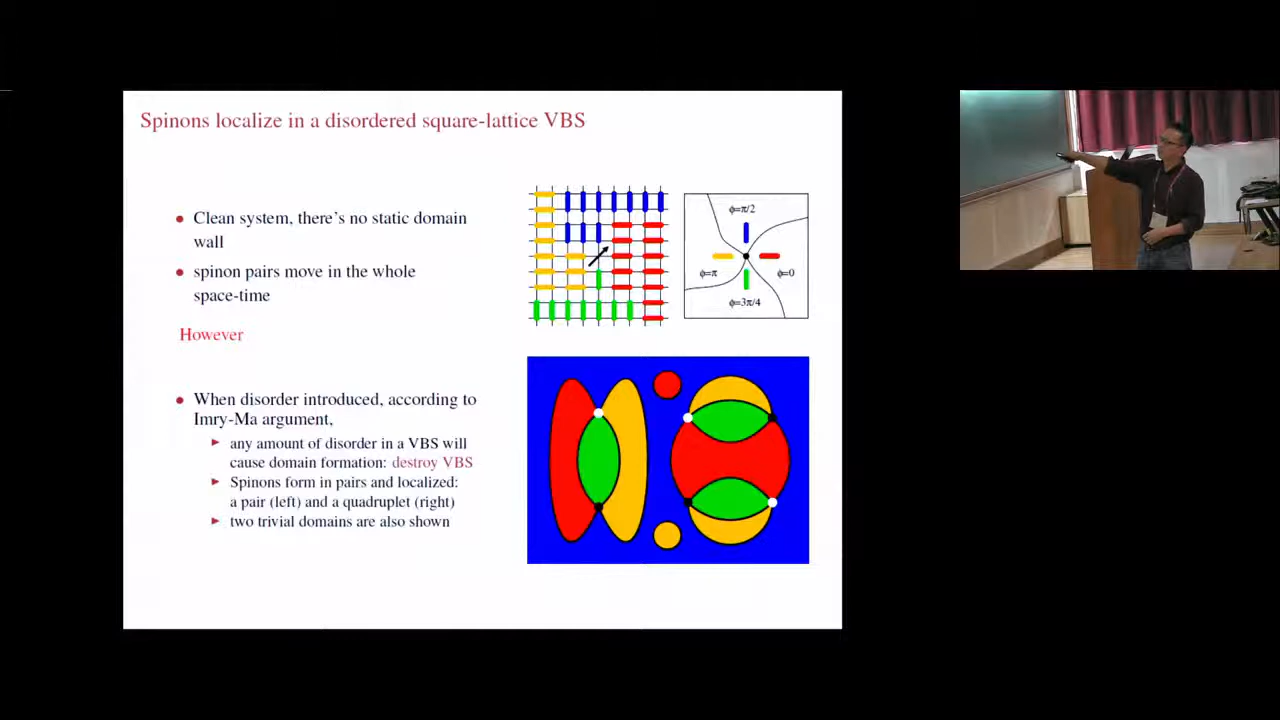 Spinons localize in a disordered square-lattice VBS
Clean system, there's no static domain
wall
spinon pairs move in the whole
space-time
However
When disorder introduced, according to
Imry-Ma argument,
any amount of disorder in a VBS will
cause domain formation: destroy VBS
Spinons form in pairs and localized:
a pair (left) and a quadruplet (right)
two trivial domains are also shown
ϕ=π/2
ϕ=π
ϕ=0
ϕ=3π/4